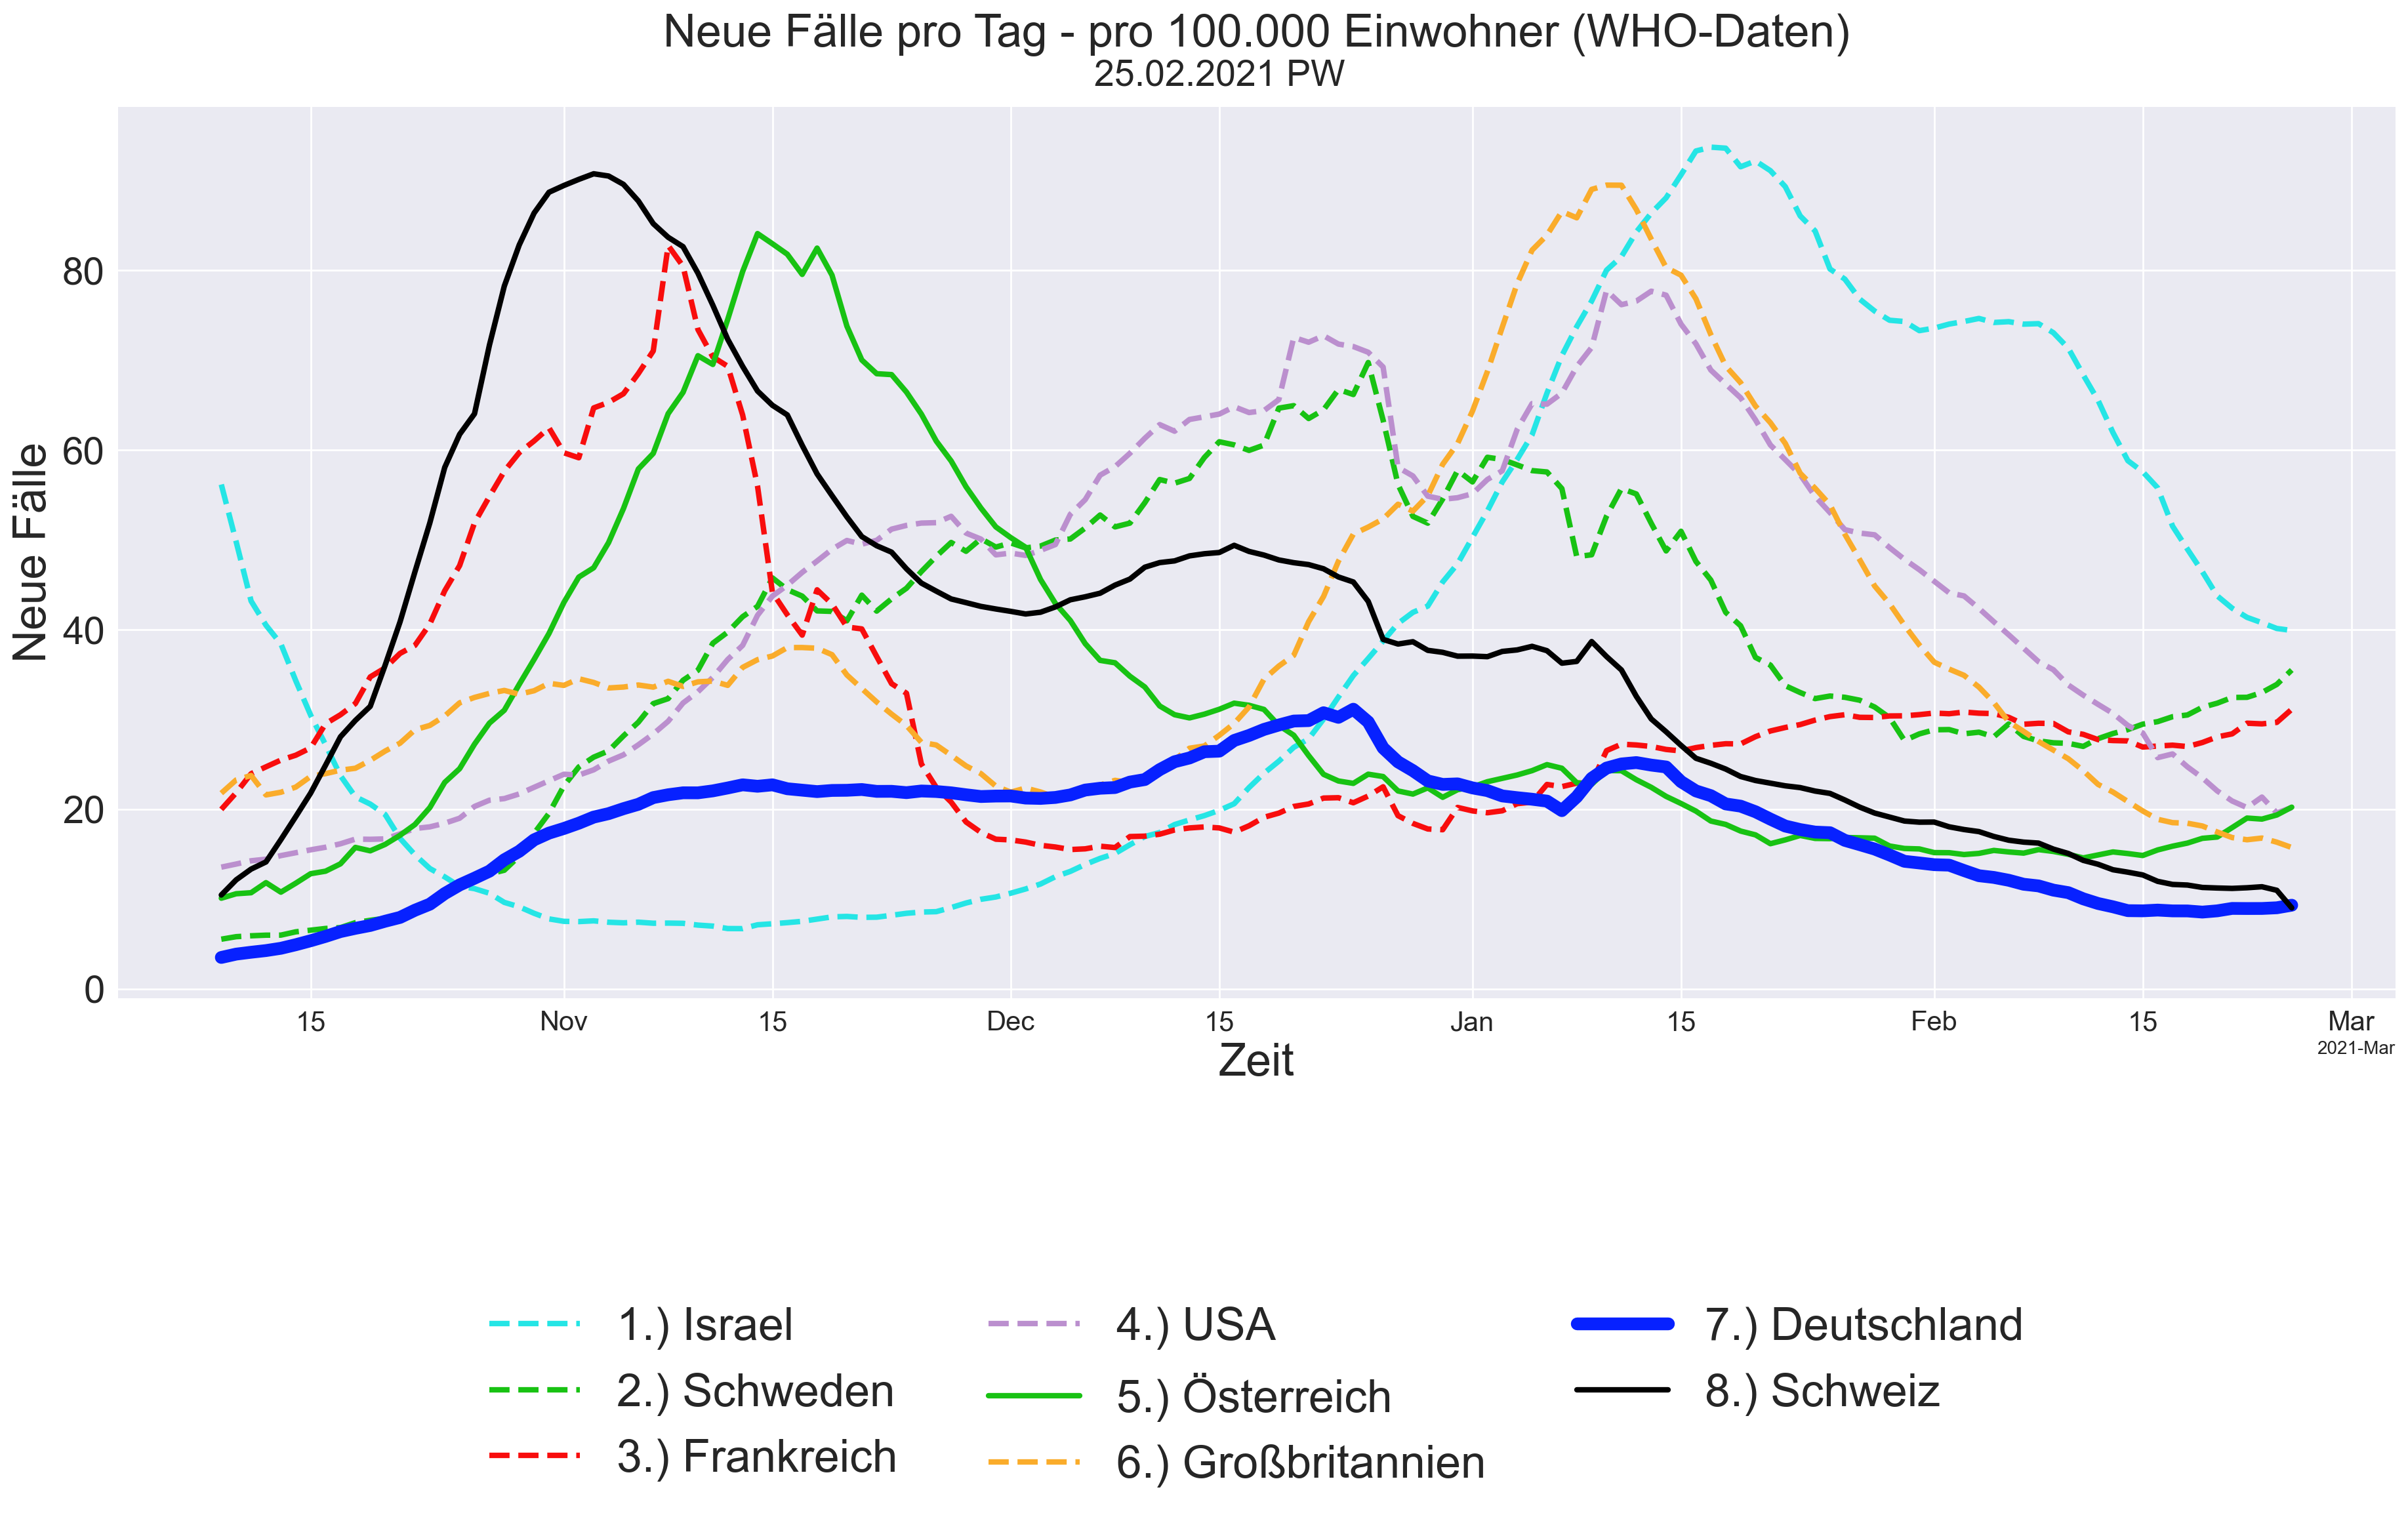 Neue Fälle pro Tag - pro 100.000 Einwohner (WHO-Daten)
25.02.2021 PW
Neue Fälle
80
60
40
20
0
15 Nov 15 Dec 15 Jan 15 Feb 15 Mar
2021-Mar
Zeit
1.) Israel
2.) Schweden
3.) Frankreich
4.) USA
5.) Österreich
6.) Großbritannien
7.) Deutschland
8.) Schweiz